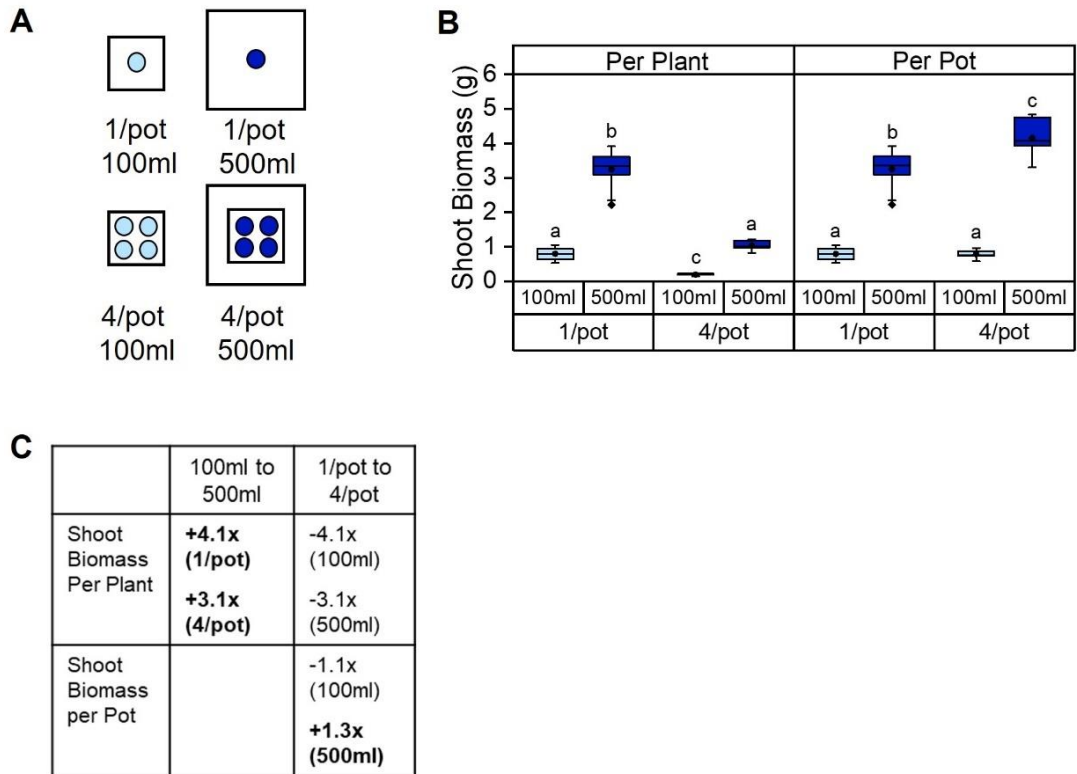 A
1/pot
100ml
1/pot
500ml
4/pot
100ml
4/pot
500ml
B
Per Plant
Per Pot
Shoot Biomass (g)
6
5
4
3
2
1
0
a
b
c
a
a
b
a
c
100ml
500ml
100ml
500ml
100ml
500ml
100ml
500ml
1/pot
4/pot
1/pot
4/pot
C
100ml to
500ml
1/pot to
4/pot
Shoot
Biomass
Per Plant
+4.1x
(1/pot)
+3.1x
(4/pot)
-4.1x
(100ml)
-3.1x
(500ml)
Shoot
Biomass
per Pot
-1.1x
(100ml)
+1.3x
(500ml)